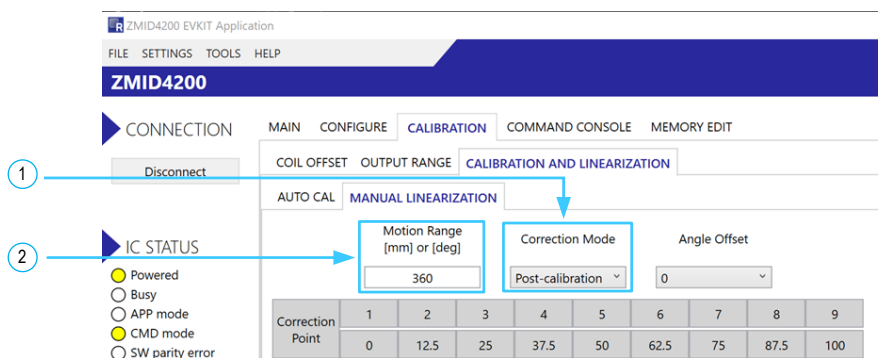 ZMID4200 EVKIT Application
FILE SETTINGS TOOLS HELP
ZMID4200
CONNECTION
MAIN CONFIGURE CALIBRATION COMMAND CONSOLE MEMORY EDIT
Disconnect
COIL OFFSET OUTPUT RANGE CALIBRATION AND LINEARIZATION
1
AUTO CAL MANUAL LINEARIZATION
2
IC STATUS
Motion Range
[mm] or [deg]
Correction Mode
Angle Offset
360
Post-calibration
0
Powered
Busy
APP mode
CMD mode
SW parity error
Correction
Point
1 2 3 4 5 6 7 8 9
0 12.5 25 37.5 50 62.5 75 87.5 100